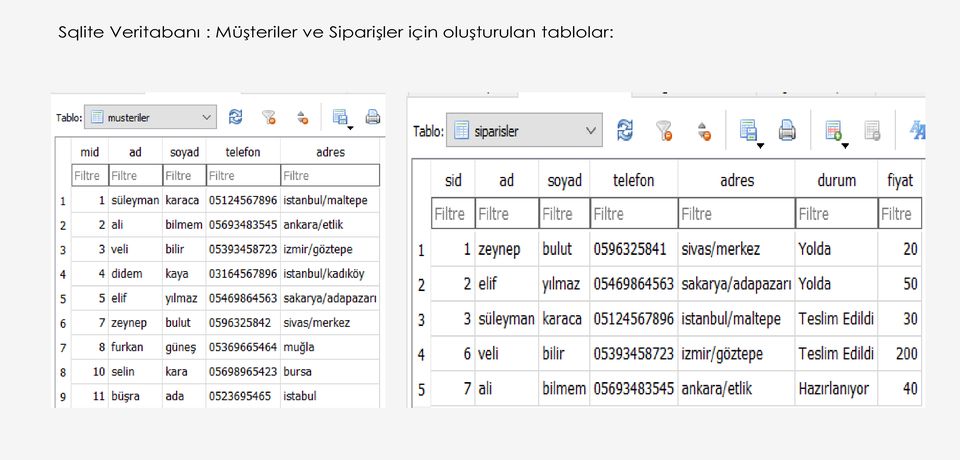 Sqlite Veritabanı : Müşteriler ve Siparişler için oluşturulan tablolar:
Tablo: musteriler
mid ad soyad telefon adres
Filtre Filtre Filtre Filtre Filtre
1 1 süleyman karaca 05124567896 istanbul/maltepe
2 2 ali bilmem 05693483545 ankara/etlik
3 3 veli bilir 05393458723 izmir/göztepe
4 4 didem kaya 03164567896 istanbul/kadıköy
5 5 elif yılmaz 05469864563 sakarya/adapazarı
6 7 zeynep bulut 0596325842 sivas/merkez
7 8 furkan güneş 05369665464 muğla
8 10 selin kara 05698965423 bursa
9 11 büşra ada 0523695465 istabul
Tablo: siparisler
sid ad soyad telefon adres durum fiyat
Filtre Filtre Filtre Filtre Filtre Filtre Filtre
1 1 zeynep bulut 0596325841 sivas/merkez Yolda 20
2 2 elif yılmaz 05469864563 sakarya/adapazarı Yolda 50
3 3 süleyman karaca 05124567896 istanbul/maltepe Teslim Edildi 30
4 6 veli bilir 05393458723 izmir/göztepe Teslim Edildi 200
5 7 ali bilmem 05693483545 ankara/etlik Hazırlanıyor 40